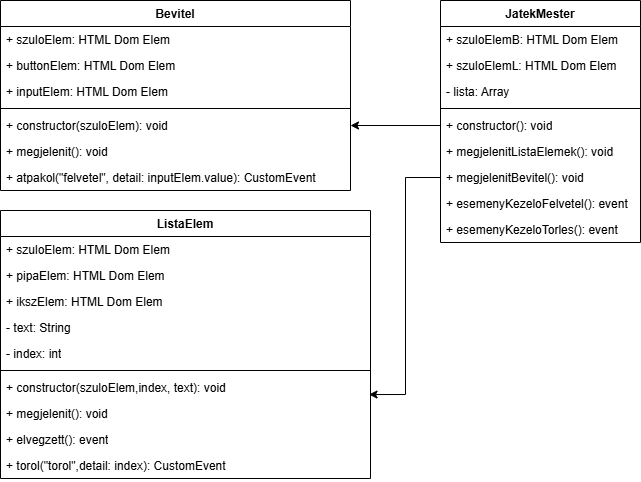 Bevitel
+ szuloElem: HTML Dom Elem
+ buttonElem: HTML Dom Elem
+ inputElem: HTML Dom Elem
+ constructor(szuloElem): void
+ megjelenit(): void
+ atpakol("felvetel", detail: inputElem.value): CustomEvent
JatekMester
+ szuloElemB: HTML Dom Elem
+ szuloElemL: HTML Dom Elem
- lista: Array
+ constructor(): void
+ megjelenitListaElemek(): void
+ megjelenitBevitel(): void
+ esemenyKezeloFelvetel(): event
+ esemenyKezeloTorles(): event
ListaElem
+ szuloElem: HTML Dom Elem
+ pipaElem: HTML Dom Elem
+ ikszElem: HTML Dom Elem
- text: String
- index: int
+ constructor(szuloElem,index, text): void
+ megjelenit(): void
+ elvegzett(): event
+ torol("torol",detail: index): CustomEvent